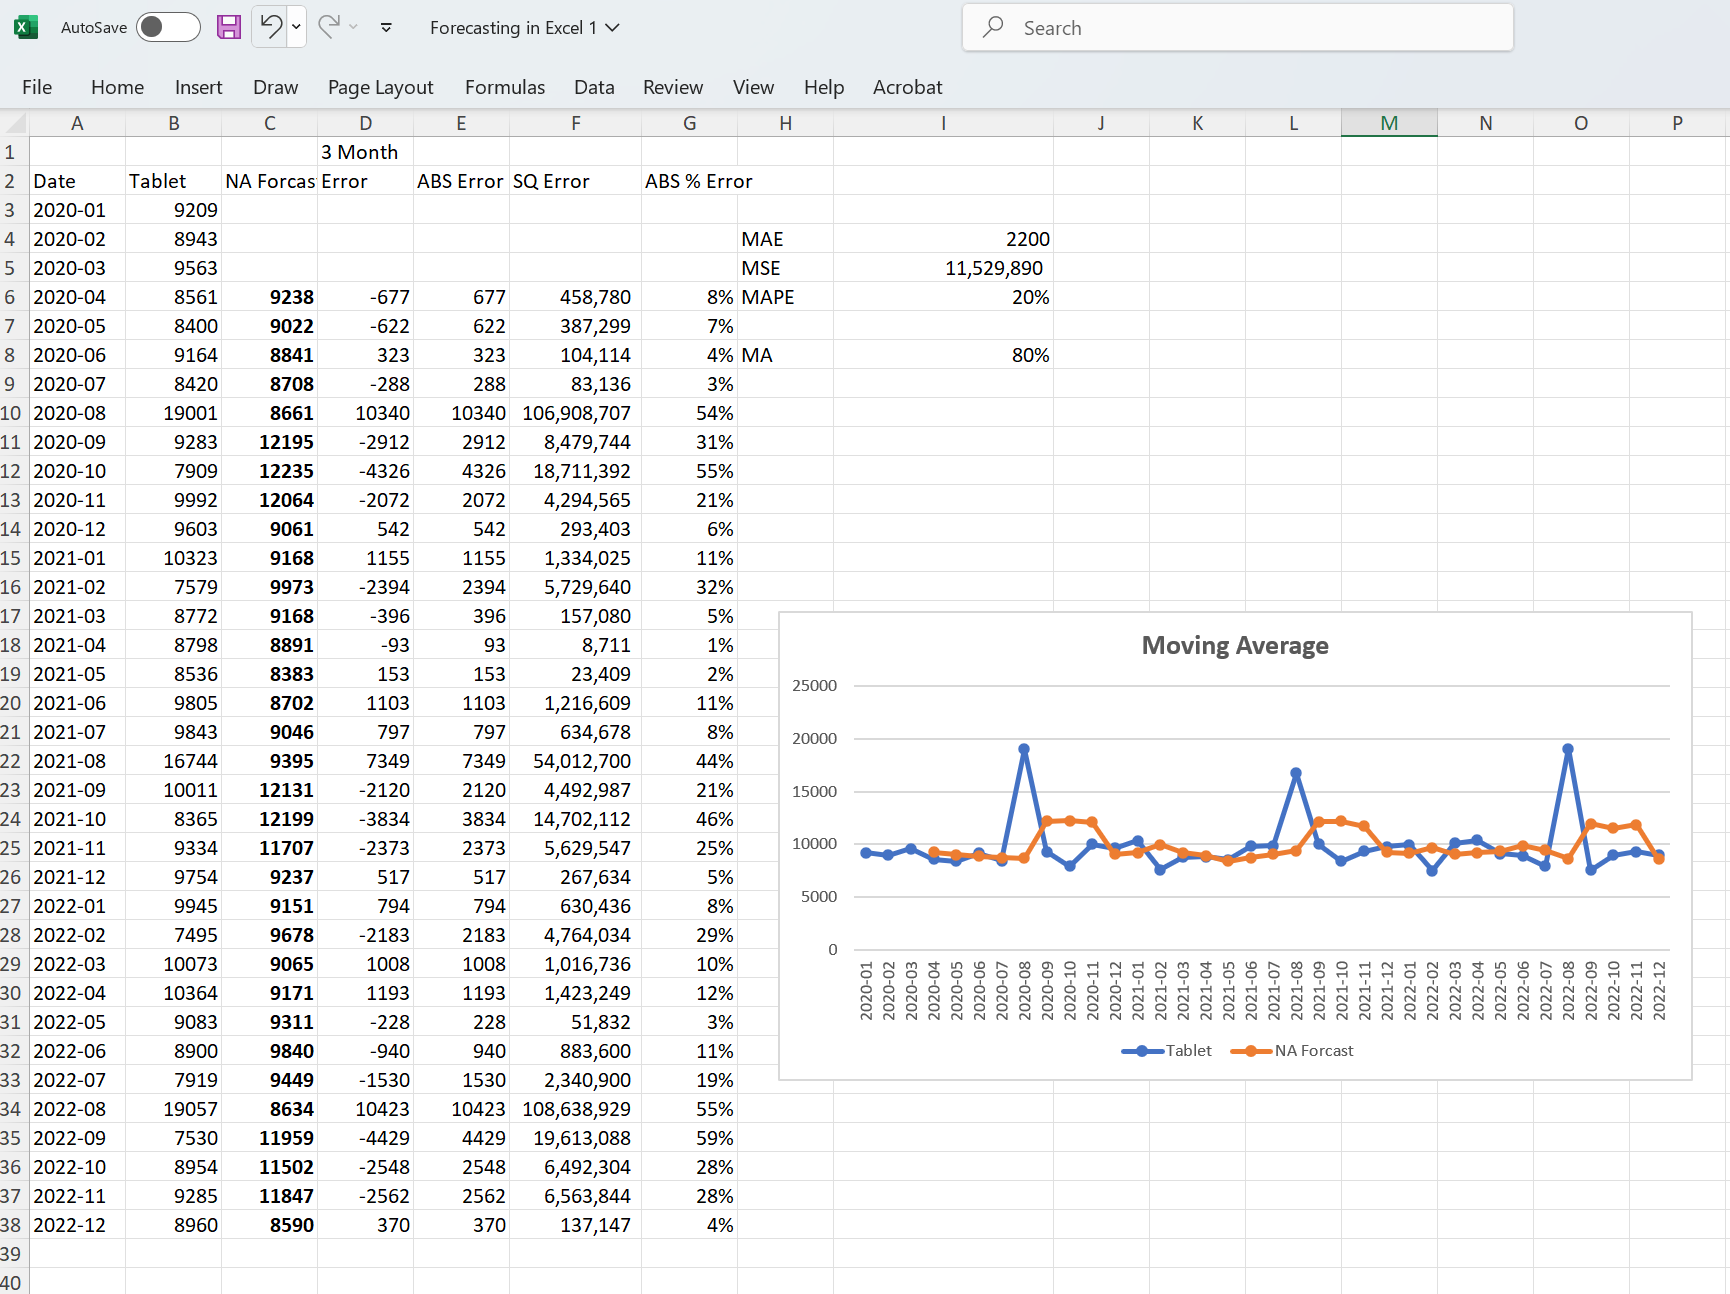 AutoSave Forecasting in Excel 1 Search
File Home Insert Draw Page Layout Formulas Data Review View Help Acrobat
A B C D E F G H I J K L M N O P
1 3 Month
2 Date Tablet NA Forcas Error ABS Error SQ Error ABS % Error
3 2020-01 9209
4 2020-02 8943 MAE 2200
5 2020-03 9563 MSE 11,529,890
6 2020-04 8561 9238 -677 677 458,780 8% MAPE 20%
7 2020-05 8400 9022 -622 622 387,299 7%
8 2020-06 9164 8841 323 323 104,114 4% MA 80%
9 2020-07 8420 8708 -288 288 83,136 3%
10 2020-08 19001 8661 10340 10340 106,908,707 54%
11 2020-09 9283 12195 -2912 2912 8,479,744 31%
12 2020-10 7909 12235 -4326 4326 18,711,392 55%
13 2020-11 9992 12064 -2072 2072 4,294,565 21%
14 2020-12 9603 9061 542 542 293,403 6%
15 2021-01 10323 9168 1155 1155 1,334,025 11%
16 2021-02 7579 9973 -2394 2394 5,729,640 32%
17 2021-03 8772 9168 -396 396 157,080 5%
18 2021-04 8798 8891 -93 93 8,711 1%
19 2021-05 8536 8383 153 153 23,409 2%
20 2021-06 9805 8702 1103 1103 1,216,609 11%
21 2021-07 9843 9046 797 797 634,678 8%
22 2021-08 16744 9395 7349 7349 54,012,700 44%
23 2021-09 10011 12131 -2120 2120 4,492,987 21%
24 2021-10 8365 12199 -3834 3834 14,702,112 46%
25 2021-11 9334 11707 -2373 2373 5,629,547 25%
26 2021-12 9754 9237 517 517 267,634 5%
27 2022-01 9945 9151 794 794 630,436 8%
28 2022-02 7495 9678 -2183 2183 4,764,034 29%
29 2022-03 10073 9065 1008 1008 1,016,736 10%
30 2022-04 10364 9171 1193 1193 1,423,249 12%
31 2022-05 9083 9311 -228 228 51,832 3%
32 2022-06 8900 9840 -940 940 883,600 11%
33 2022-07 7919 9449 -1530 1530 2,340,900 19%
34 2022-08 19057 8634 10423 10423 108,638,929 55%
35 2022-09 7530 11959 -4429 4429 19,613,088 59%
36 2022-10 8954 11502 -2548 2548 6,492,304 28%
37 2022-11 9285 11847 -2562 2562 6,563,844 28%
38 2022-12 8960 8590 370 370 137,147 4%
39
40
Moving Average
25000
20000
15000
10000
5000
0
2020-01 2020-02 2020-03 2020-04 2020-05 2020-06 2020-07 2020-08 2020-09 2020-10 2020-11 2020-12 2021-01 2021-02 2021-03 2021-04 2021-05 2021-06 2021-07 2021-08 2021-09 2021-10 2021-11 2021-12 2022-01 2022-02 2022-03 2022-04 2022-05 2022-06 2022-07 2022-08 2022-09 2022-10 2022-11 2022-12
Tablet NA Forcast